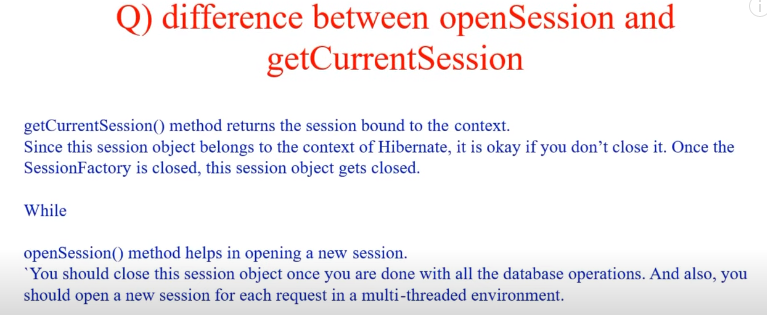 Q) difference between openSession and
getCurrentSession
getCurrentSession() method returns the session bound to the context.
Since this session object belongs to the context of Hibernate, it is okay if you don’t close it. Once the
SessionFactory is closed, this session object gets closed.
While
openSession() method helps in opening a new session.
`You should close this session object once you are done with all the database operations. And also, you
should open a new session for each request in a multi-threaded environment.